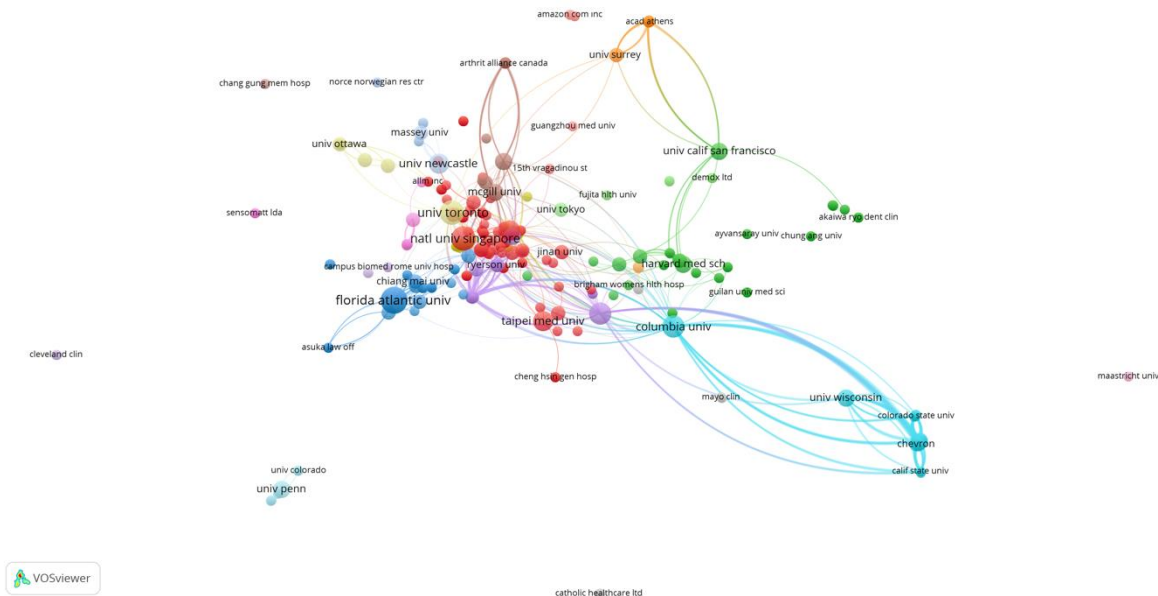 amazon com inc
acad athens
univ surrey
arthrit alliance canada
chang gung mem hosp
norce norwegian res ctr
guangzhou med univ
massey univ
univ ottawa
univ calif san francisco
univ newcastle
15th vragadinou st
demdx ltd
allm inc
mcgill univ
fujita hlth univ
sensomatt lda
univ toronto
univ tokyo
akaiwa ryo dent clin
natl univ singapore
ayvansaray univ
chungbuk univ
jinan univ
campus biomed rome univ hosp
ryerson univ
harvard med sch
chiang mai univ
brigham womens hlth hosp
guilan univ med sci
florida atlantic univ
taipei med univ
columbia univ
asuka law off
cleveland clin
cheng hsin gen hosp
maastricht univ
mayo clin
univ wisconsin
colorado state univ
chevron
univ colorado
calif state univ
univ penn
VOSviewer
catholic healthcare ltd